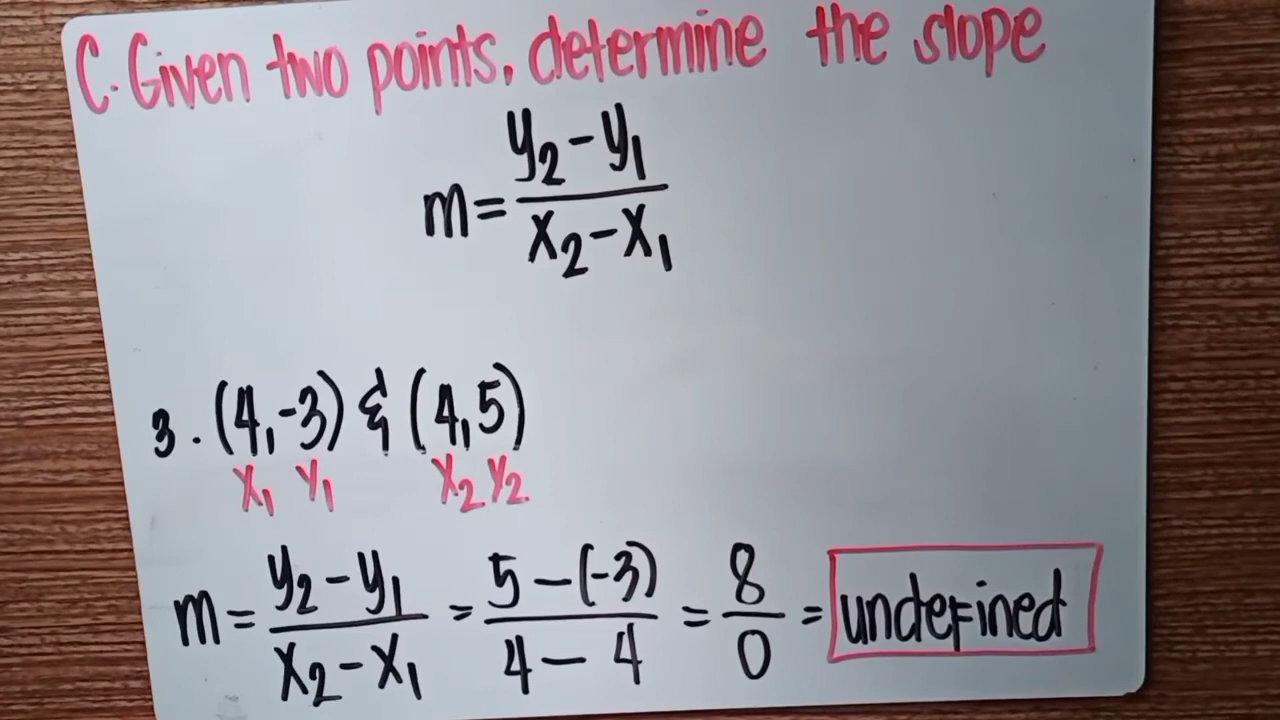 C. Given two points, determine the slope
m = y₂ - y₁ / x₂ - x₁
3. (4, -3) & (4, 5)
x₁ y₁ x₂ y₂
m = y₂ - y₁ / x₂ - x₁ = 5 - (-3) / 4 - 4 = 8 / 0 = undefined